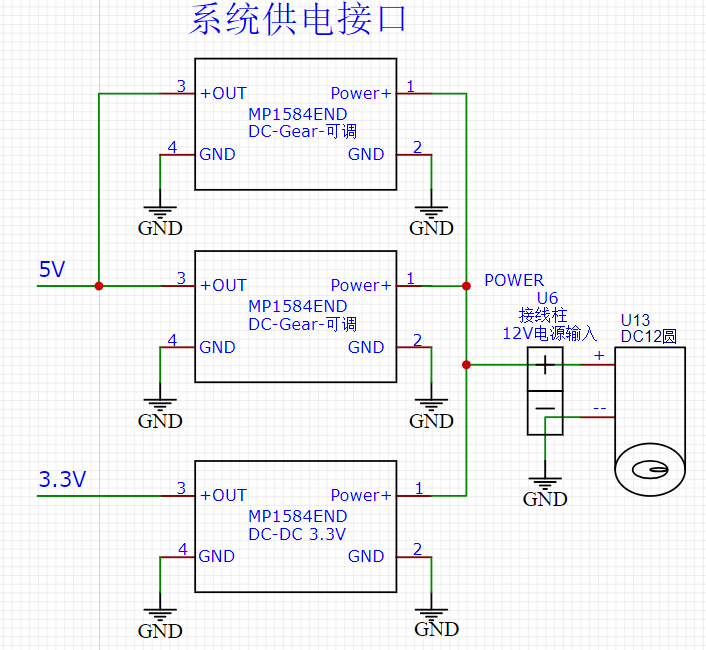 系统供电接口
3 +OUT Power+ 1
MP1584END
DC-Gear-可调
4 GND GND 2
GND GND
5V
3 +OUT Power+ 1
MP1584END
DC-Gear-可调
4 GND GND 2
GND GND
POWER
U6
接线柱
12V电源输入
U13
DC12圆
+ +
— --
GND
3.3V
3 +OUT Power+ 1
MP1584END
DC-DC 3.3V
4 GND GND 2
GND GND